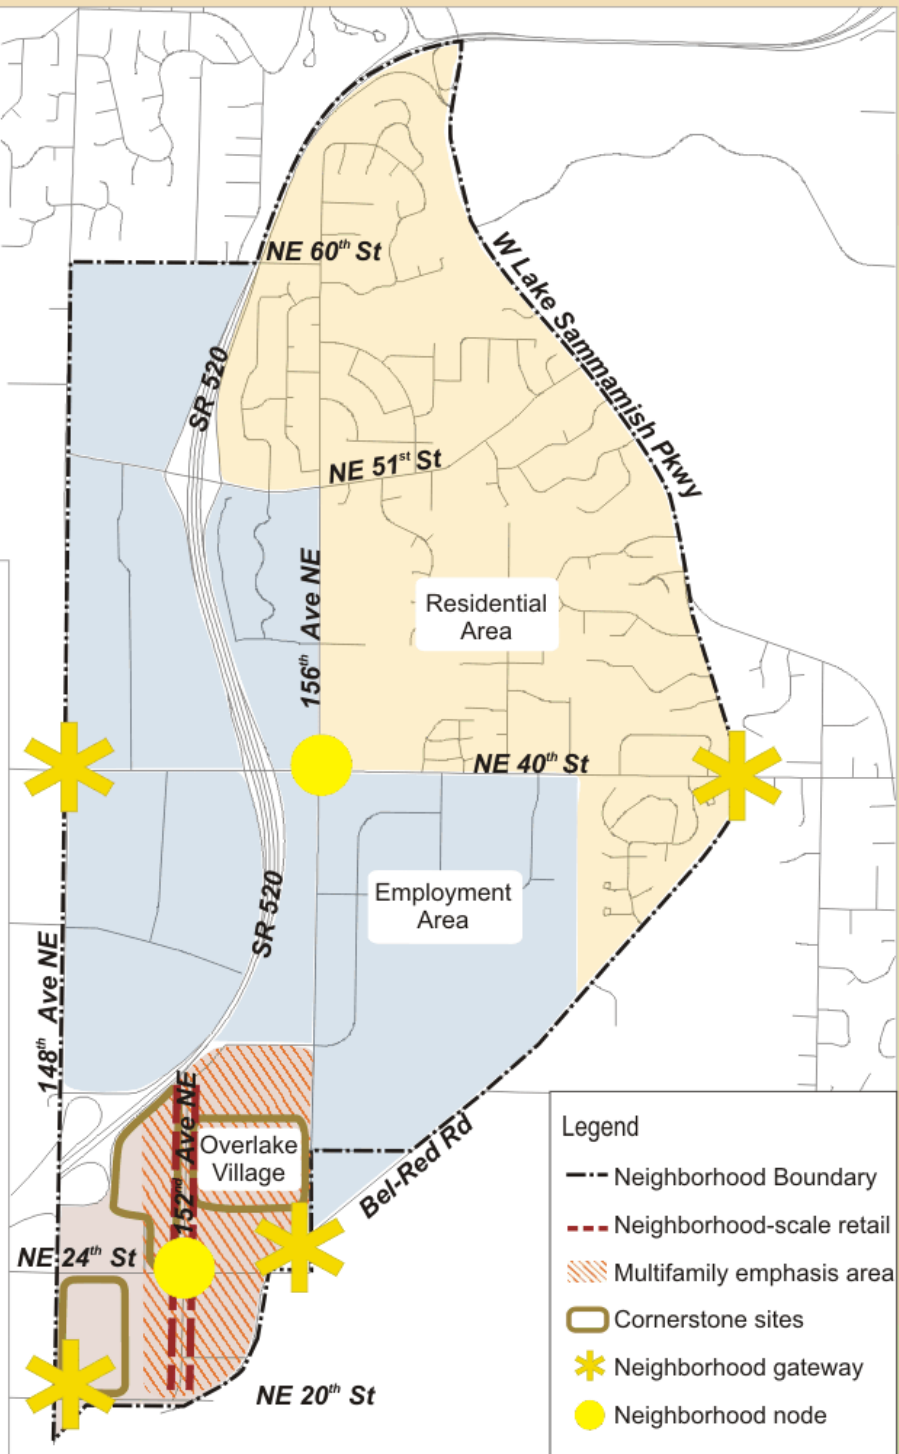 NE 60th St
W Lake Sammamish Pkwy
SR 520
NE 51st St
156th Ave NE
Residential
Area
NE 40th St
Employment
Area
SR 520
148th Ave NE
152nd Ave NE
Overlake
Village
Bel-Red Rd
NE 24th St
NE 20th St
Legend
Neighborhood Boundary
Neighborhood-scale retail
Multifamily emphasis area
Cornerstone sites
Neighborhood gateway
Neighborhood node